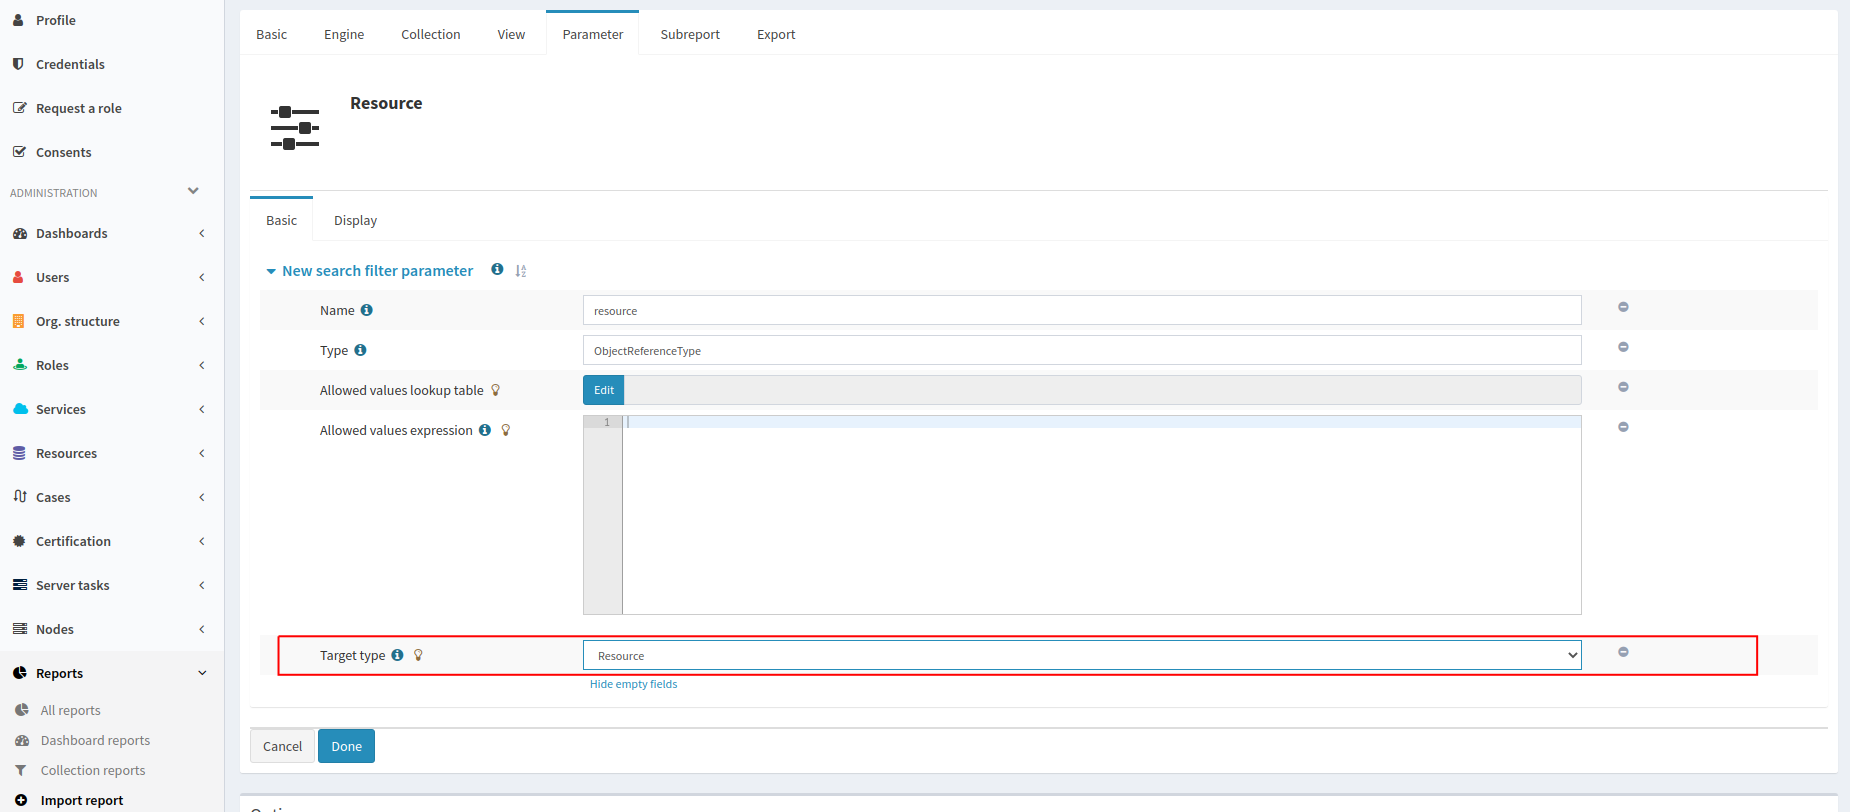 Profile
Credentials
Request a role
Consents
ADMINISTRATION
Dashboards
Users
Org. structure
Roles
Services
Resources
Cases
Certification
Server tasks
Nodes
Reports
All reports
Dashboard reports
Collection reports
Import report
Basic Engine Collection View Parameter Subreport Export
Resource
Basic Display
New search filter parameter
Name resource
Type ObjectReferenceType
Allowed values lookup table Edit
Allowed values expression 1
Target type Resource
Hide empty fields
Cancel Done